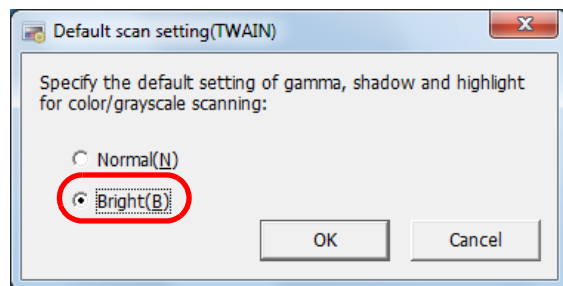 Default scan setting(TWAIN)
Specify the default setting of gamma, shadow and highlight
for color/grayscale scanning:
Normal(N)
Bright(B)
OK Cancel